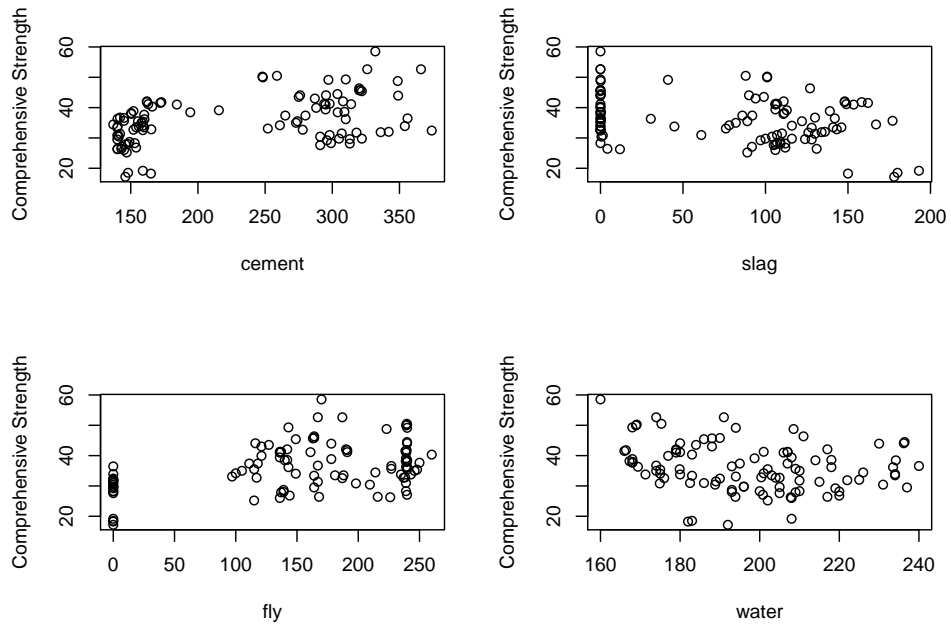 Comprehensive Strength
20 40 60
150 200 250 300 350
cement
Comprehensive Strength
20 40 60
0 50 100 150 200
slag
Comprehensive Strength
20 40 60
0 50 100 150 200 250
fly
Comprehensive Strength
20 40 60
160 180 200 220 240
water